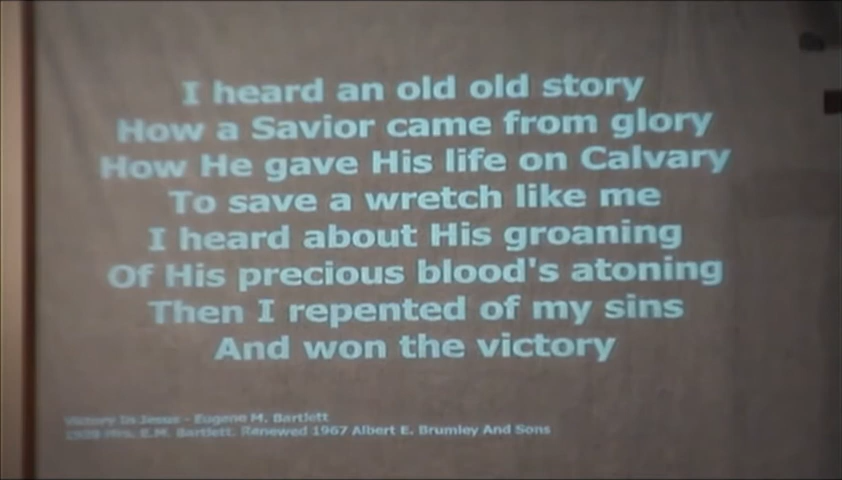 I heard an old old story
How a Savior came from glory
How He gave His life on Calvary
To save a wretch like me
I heard about His groaning
Of His precious blood's atoning
Then I repented of my sins
And won the victory
Victory In Jesus - Eugene M. Bartlett
Mrs. E.M. Bartlett. Renewed 1967 Albert E. Brumley And Sons